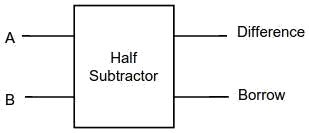 A
Difference
Half
Subtractor
B
Borrow